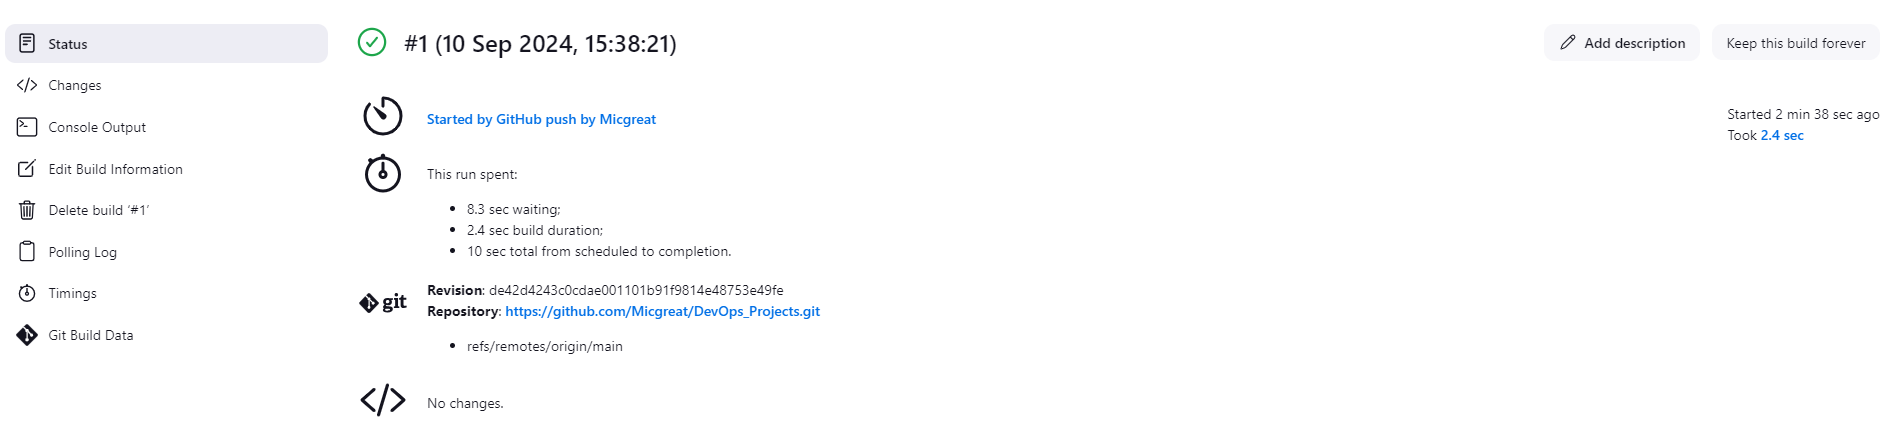 Status
Changes
Console Output
Edit Build Information
Delete build ‘#1’
Polling Log
Timings
Git Build Data
#1 (10 Sep 2024, 15:38:21)
Add description
Keep this build forever
Started by GitHub push by Micgreat
Started 2 min 38 sec ago
Took 2.4 sec
This run spent:
8.3 sec waiting;
2.4 sec build duration;
10 sec total from scheduled to completion.
git
Revision: de42d4243c0cdae001101b91f9814e48753e49fe
Repository: https://github.com/Micgreat/DevOps_Projects.git
refs/remotes/origin/main
No changes.